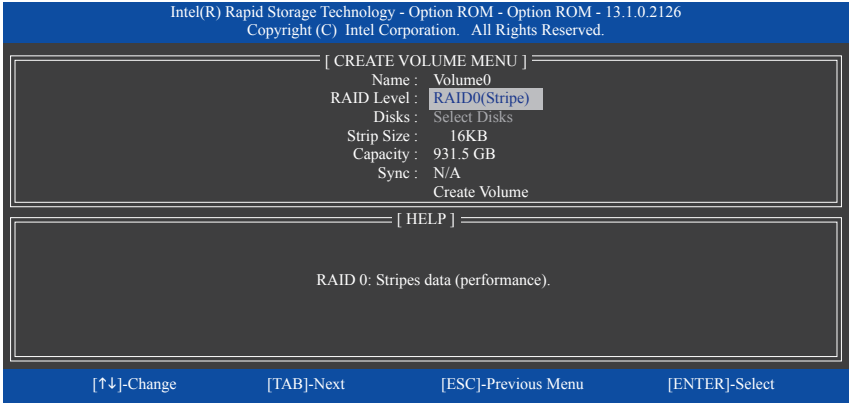 Intel(R) Rapid Storage Technology - Option ROM - Option ROM - 13.1.0.2126
Copyright (C) Intel Corporation. All Rights Reserved.
[ CREATE VOLUME MENU ]
Name : Volume0
RAID Level : RAID0(Stripe)
Disks : Select Disks
Strip Size : 16KB
Capacity : 931.5 GB
Sync : N/A
Create Volume
[ HELP ]
RAID 0: Stripes data (performance).
[↑↓]-Change [TAB]-Next [ESC]-Previous Menu [ENTER]-Select